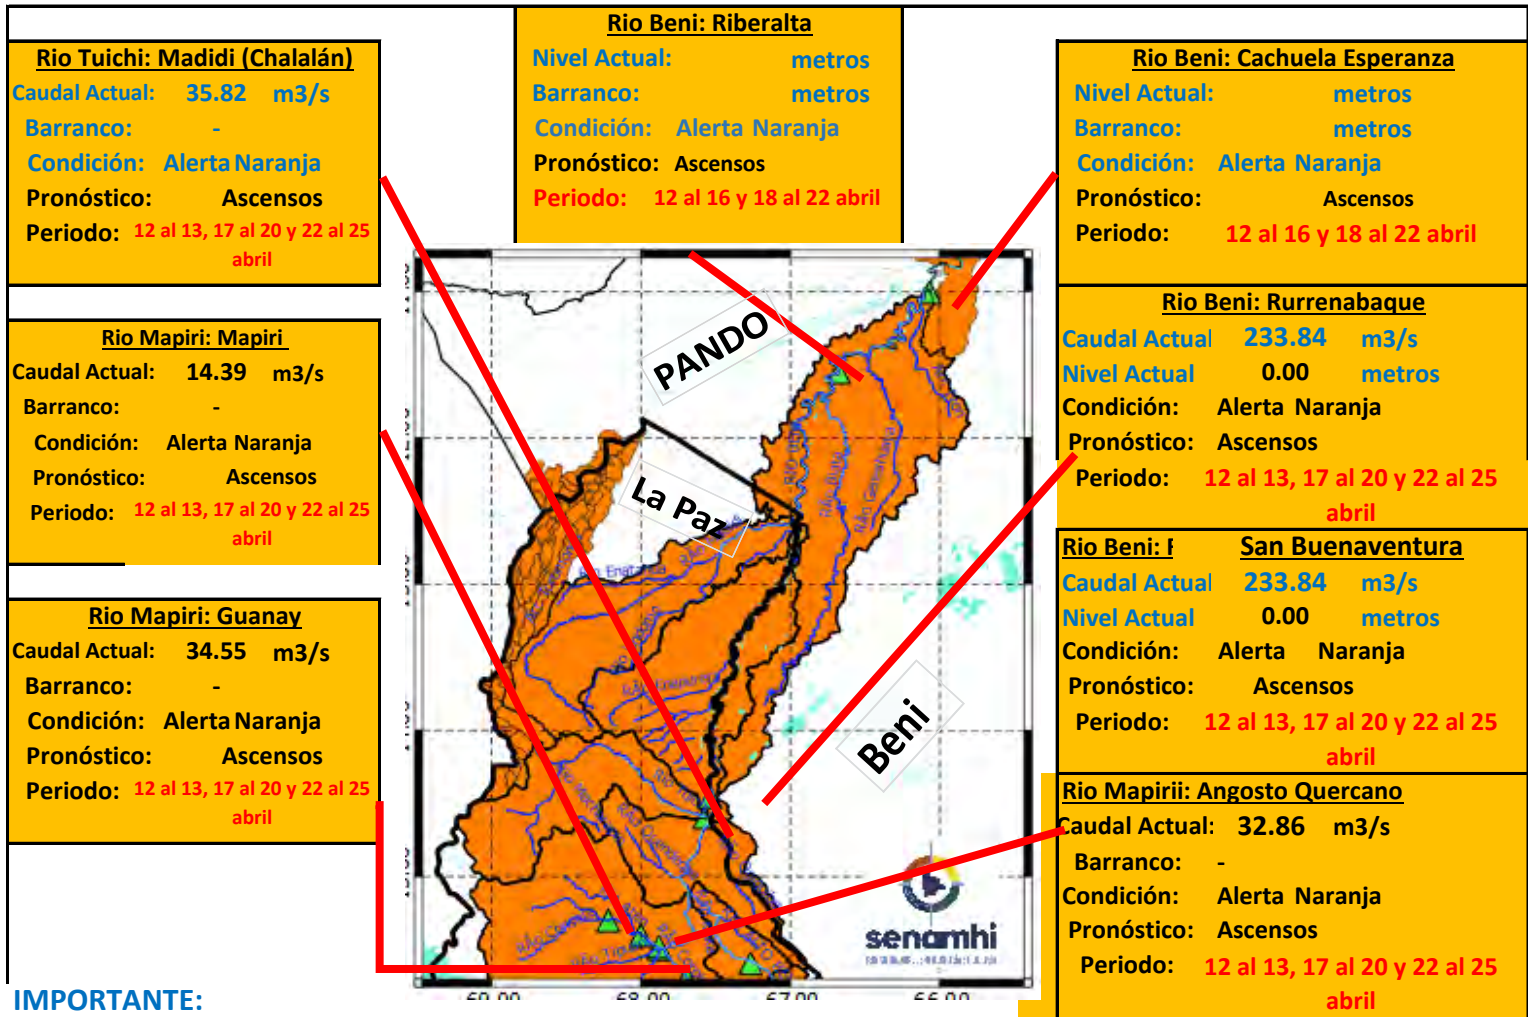 Rio Tuichi: Madidi (Chalalán)
Caudal Actual: 35.82 m3/s
Barranco: -
Condición: Alerta Naranja
Pronóstico: Ascensos
Periodo: 12 al 13, 17 al 20 y 22 al 25
abril
Rio Mapiri: Mapiri
Caudal Actual: 14.39 m3/s
Barranco: -
Condición: Alerta Naranja
Pronóstico: Ascensos
Periodo: 12 al 13, 17 al 20 y 22 al 25
abril
Rio Mapiri: Guanay
Caudal Actual: 34.55 m3/s
Barranco: -
Condición: Alerta Naranja
Pronóstico: Ascensos
Periodo: 12 al 13, 17 al 20 y 22 al 25
abril
Rio Beni: Riberalta
Nivel Actual: metros
Barranco: metros
Condición: Alerta Naranja
Pronóstico: Ascensos
Periodo: 12 al 16 y 18 al 22 abril
PANDO
La Paz
Beni
senamhi
69.00 68.00 67.00 66.00
Rio Beni: Cachuela Esperanza
Nivel Actual: metros
Barranco: metros
Condición: Alerta Naranja
Pronóstico: Ascensos
Periodo: 12 al 16 y 18 al 22 abril
Rio Beni: Rurrenabaque
Caudal Actual 233.84 m3/s
Nivel Actual 0.00 metros
Condición: Alerta Naranja
Pronóstico: Ascensos
Periodo: 12 al 13, 17 al 20 y 22 al 25
abril
Rio Beni: San Buenaventura
Caudal Actual 233.84 m3/s
Nivel Actual 0.00 metros
Condición: Alerta Naranja
Pronóstico: Ascensos
Periodo: 12 al 13, 17 al 20 y 22 al 25
abril
Rio Mapirii: Angosto Quercano
Caudal Actual: 32.86 m3/s
Barranco: -
Condición: Alerta Naranja
Pronóstico: Ascensos
Periodo: 12 al 13, 17 al 20 y 22 al 25
abril
IMPORTANTE: